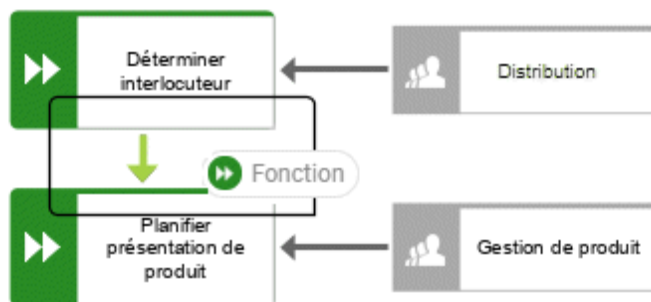 Déterminer
interlocuteur
Distribution
Fonction
Planifier
présentation de
produit
Gestion de produit